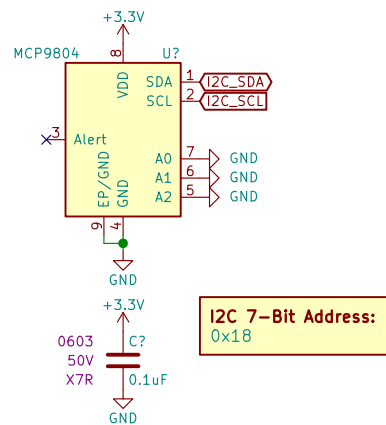 +3.3V
MCP9804
U?
8
VDD
SDA
1
I2C_SDA
SCL
2
I2C_SCL
3
Alert
A0
7
GND
A1
6
GND
A2
5
GND
EP/GND
GND
9
4
GND
+3.3V
0603
C?
50V
X7R
0.1uF
GND
I2C 7-Bit Address:
0x18